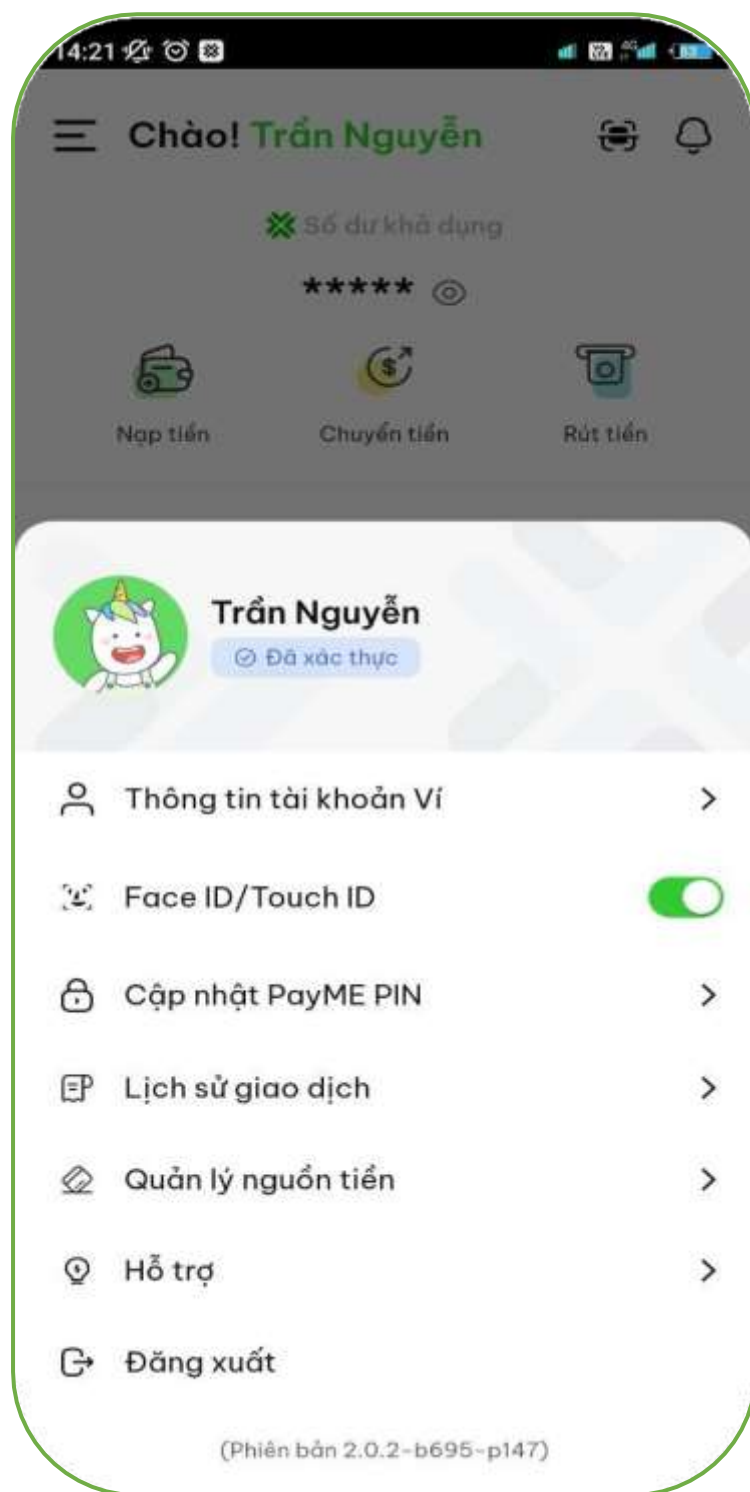 14:21
4G
Chào! Trần Nguyễn
Số dư khả dụng
*****
Nạp tiền
Chuyển tiền
Rút tiền
Trần Nguyễn
Đã xác thực
Thông tin tài khoản Ví
Face ID/Touch ID
Cập nhật PayME PIN
Lịch sử giao dịch
Quản lý nguồn tiền
Hỗ trợ
Đăng xuất
(Phiên bản 2.0.2-b695-p147)